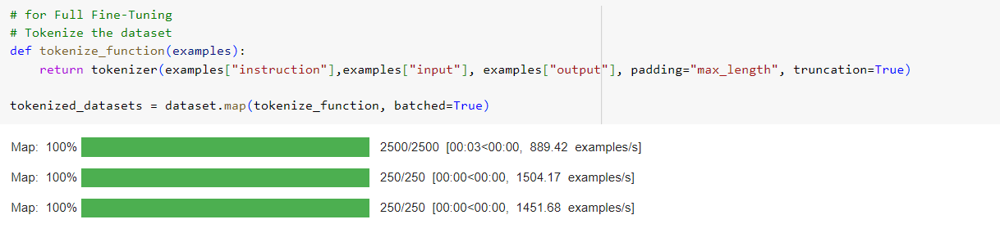 # for Full Fine-Tuning
# Tokenize the dataset
def tokenize_function(examples):
    return tokenizer(examples["instruction"],examples["input"], examples["output"], padding="max_length", truncation=True)
tokenized_datasets = dataset.map(tokenize_function, batched=True)
Map: 100% 2500/2500 [00:03<00:00, 889.42 examples/s]
Map: 100% 250/250 [00:00<00:00, 1504.17 examples/s]
Map: 100% 250/250 [00:00<00:00, 1451.68 examples/s]